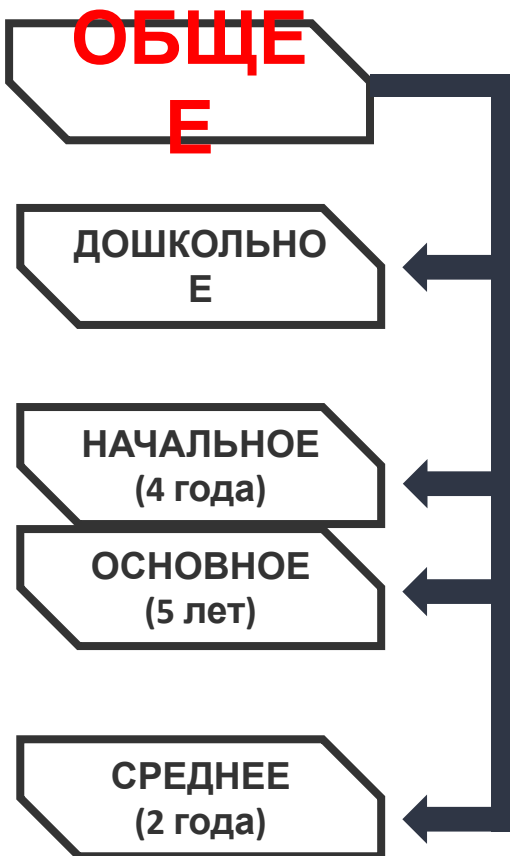 ОБЩЕ
Е
ДОШКОЛЬНО
Е
НАЧАЛЬНОЕ
(4 года)
ОСНОВНОЕ
(5 лет)
СРЕДНЕЕ
(2 года)